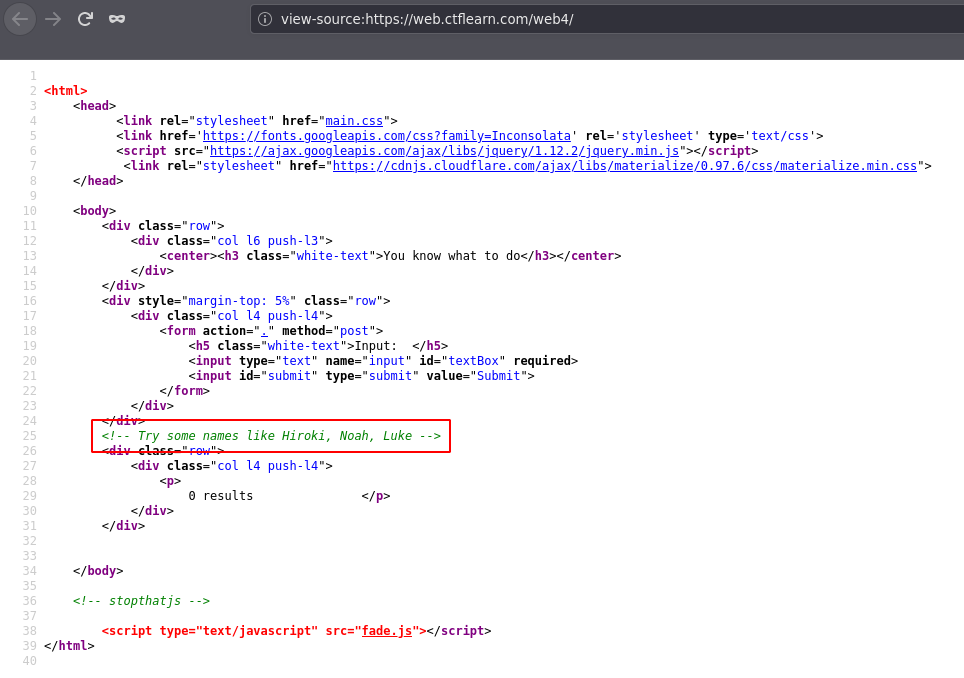 view-source:https://web.ctflearn.com/web4/
1
2 <html>
3     <head>
4           <link rel="stylesheet" href="main.css">
5           <link href='https://fonts.googleapis.com/css?family=Inconsolata' rel='stylesheet' type='text/css'>
6           <script src="https://ajax.googleapis.com/ajax/libs/jquery/1.12.2/jquery.min.js"></script>
7            <link rel="stylesheet" href="https://cdnjs.cloudflare.com/ajax/libs/materialize/0.97.6/css/materialize.min.css">
8     </head>
9
10     <body>
11         <div class="row">
12             <div class="col l6 push-l3">
13                 <center><h3 class="white-text">You know what to do</h3></center>
14             </div>
15         </div>
16         <div style="margin-top: 5%" class="row">
17             <div class="col l4 push-l4">
18                 <form action="." method="post">
19                     <h5 class="white-text">Input:  </h5>
20                     <input type="text" name="input" id="textBox" required>
21                     <input id="submit" type="submit" value="Submit">
22                 </form>
23             </div>
24         </div>
25         <!-- Try some names like Hiroki, Noah, Luke -->
26         <div class="row">
27             <div class="col l4 push-l4">
28                 <p>
29                     0 results               </p>
30             </div>
31         </div>
32
33
34     </body>
35
36     <!-- stopthatjs -->
37
38         <script type="text/javascript" src="fade.js"></script>
39 </html>
40